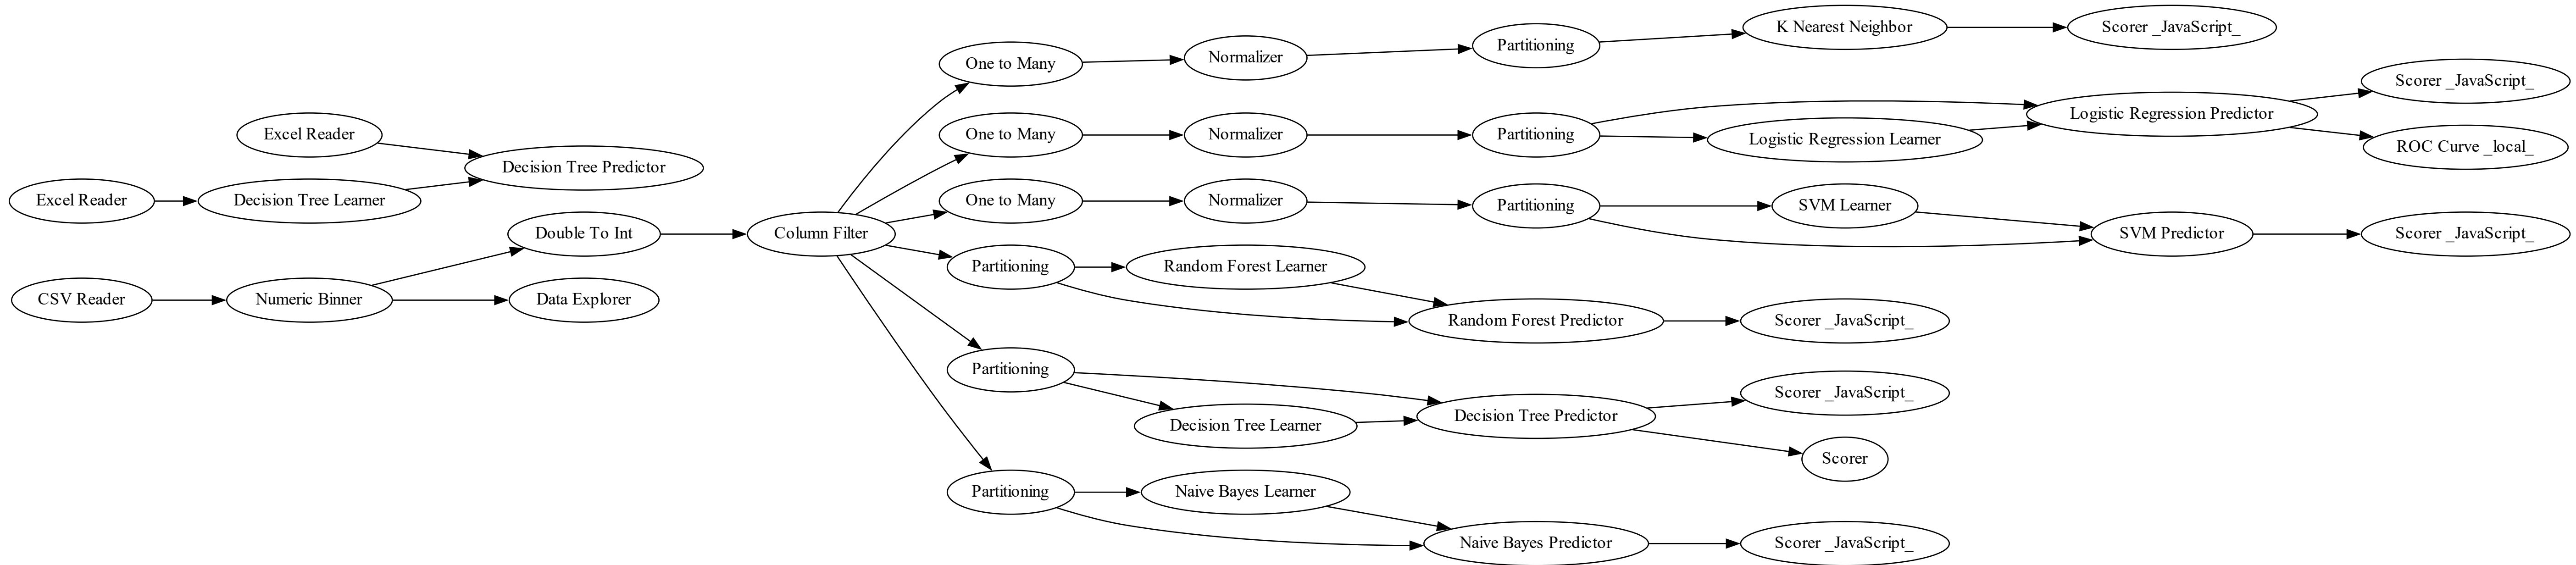 One to Many
Normalizer
Partitioning
K Nearest Neighbor
Scorer _JavaScript_
Scorer _JavaScript_
Excel Reader
One to Many
Normalizer
Partitioning
Logistic Regression Learner
Logistic Regression Predictor
ROC Curve _local_
Decision Tree Predictor
Excel Reader
Decision Tree Learner
One to Many
Normalizer
Partitioning
SVM Learner
SVM Predictor
Scorer _JavaScript_
Double To Int
Column Filter
Partitioning
Random Forest Learner
CSV Reader
Numeric Binner
Data Explorer
Random Forest Predictor
Scorer _JavaScript_
Partitioning
Decision Tree Learner
Decision Tree Predictor
Scorer _JavaScript_
Scorer
Partitioning
Naive Bayes Learner
Naive Bayes Predictor
Scorer _JavaScript_